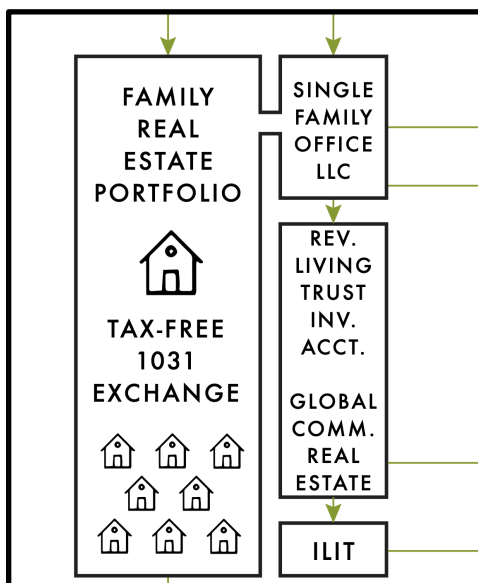 FAMILY
REAL
ESTATE
PORTFOLIO
TAX-FREE
1031
EXCHANGE
SINGLE
FAMILY
OFFICE
LLC
REV.
LIVING
TRUST
INV.
ACCT.
GLOBAL
COMM.
REAL
ESTATE
ILIT